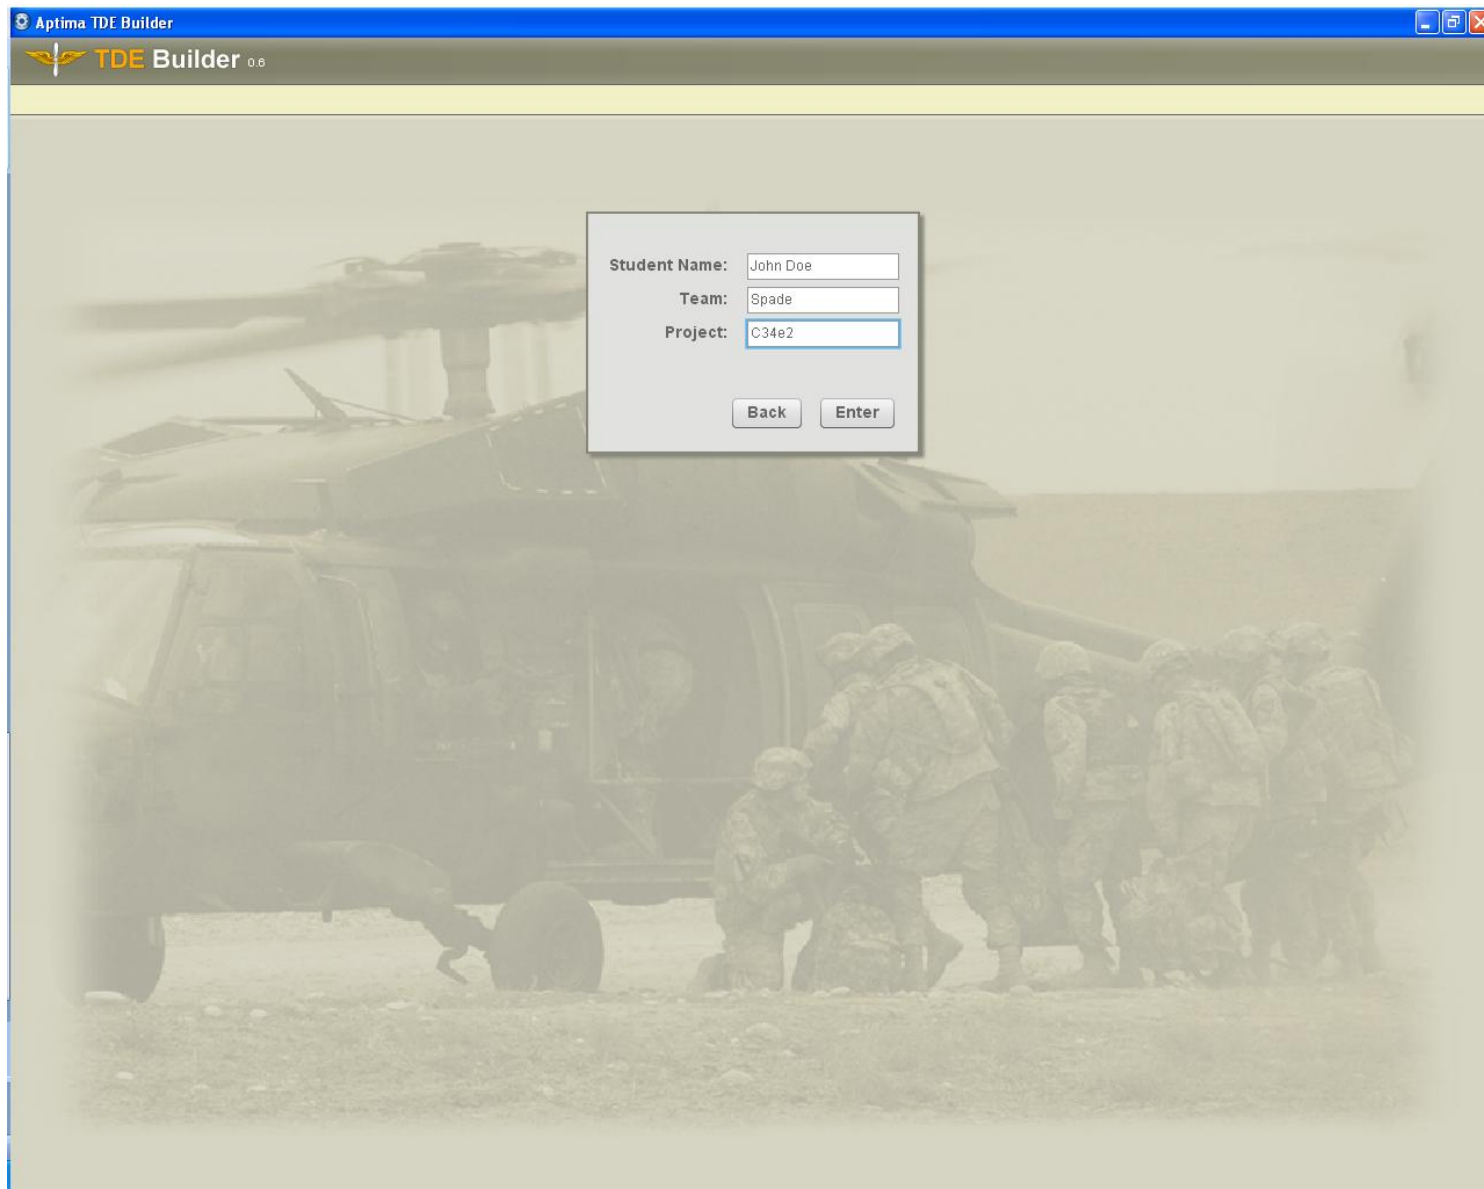 Aptima TDE Builder
TDE Builder 0.6
Student Name: John Doe
Team: Spade
Project: C34e2
Back Enter